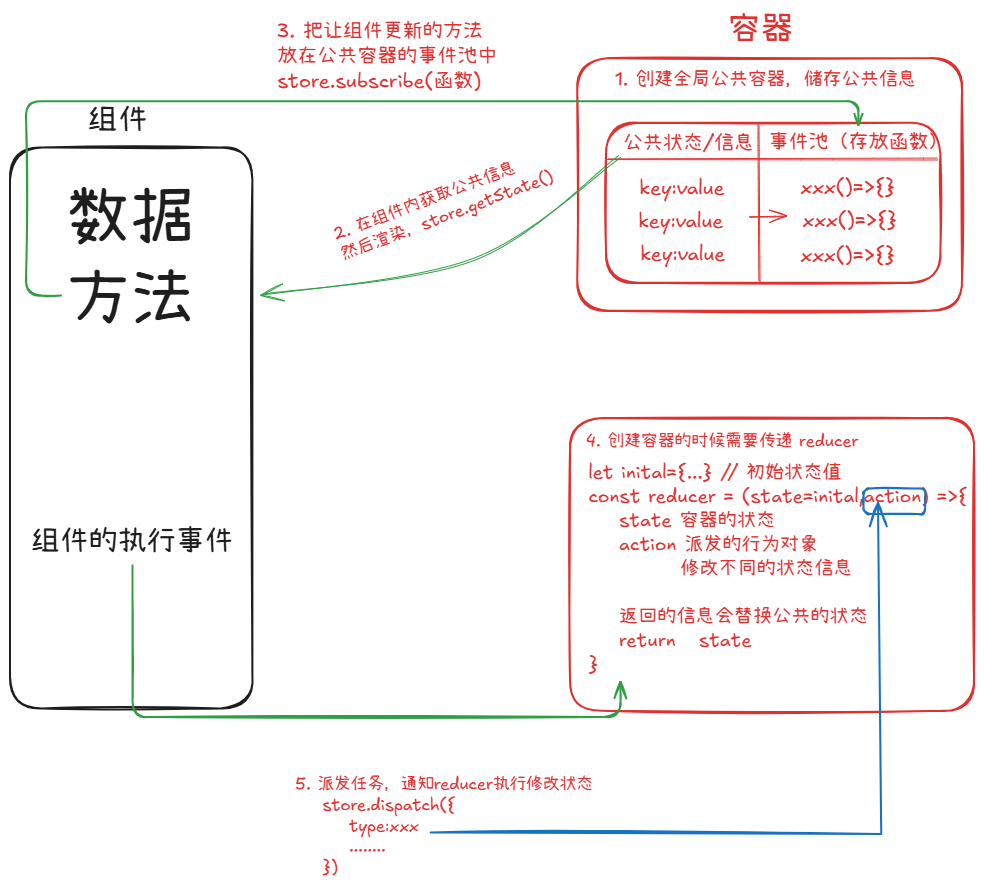 容器
3. 把让组件更新的方法
放在公共容器的事件池中
store.subscribe(函数)
1. 创建全局公共容器，储存公共信息
组件
公共状态/信息
事件池（存放函数）
key:value
xxx()=>{}
key:value
xxx()=>{}
key:value
xxx()=>{}
数据
方法
2. 在组件内获取公共信息
然后渲染，store.getState()
组件的执行事件
4. 创建容器的时候需要传递 reducer
let inital={...} // 初始状态值
const reducer = (state=inital,action) =>{
state 容器的状态
action 派发的行为对象
修改不同的状态信息
返回的信息会替换公共的状态
return state
}
5. 派发任务，通知reducer执行修改状态
store.dispatch({
type:xxx
........
})